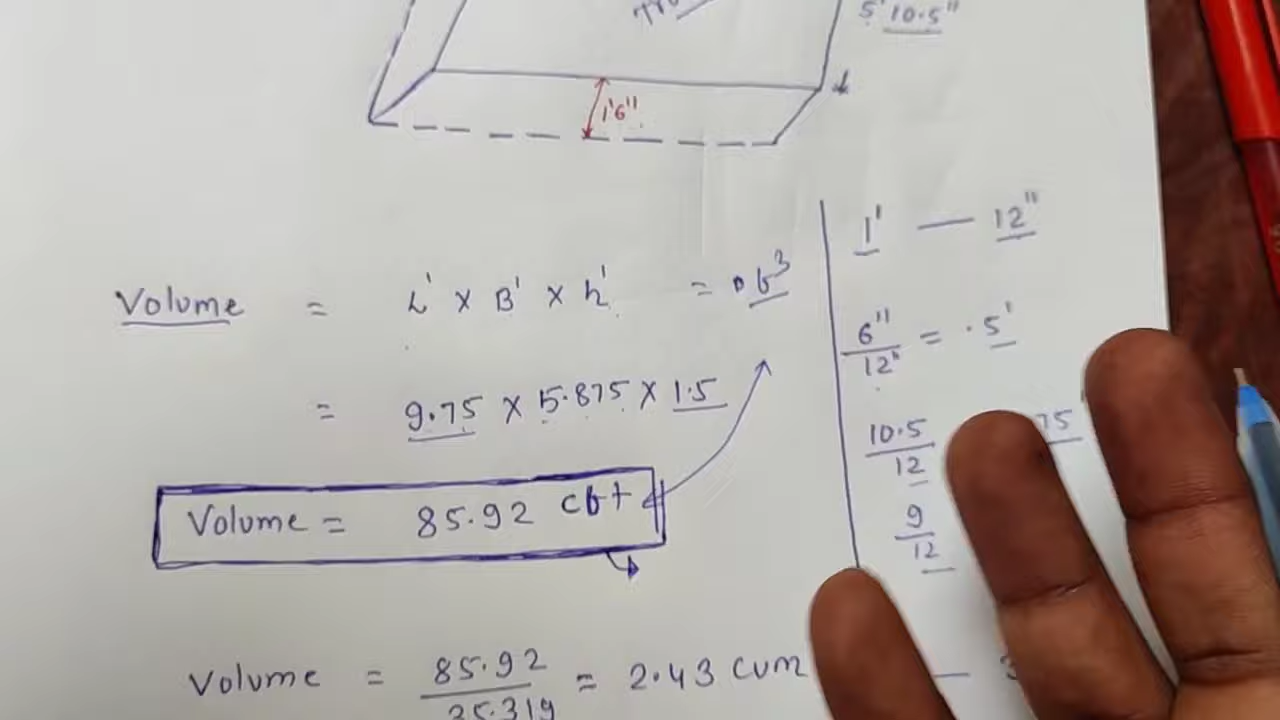 5'10.5"
1'6"
Volume = L' × B' × h' = ft³
= 9.75 × 5.875 × 1.5
Volume = 85.92 cft
Volume = 85.92 / 35.319 = 2.43 cum
1' — 12"
6" / 12" = .5'
10.5 / 12 75'
9 / 12